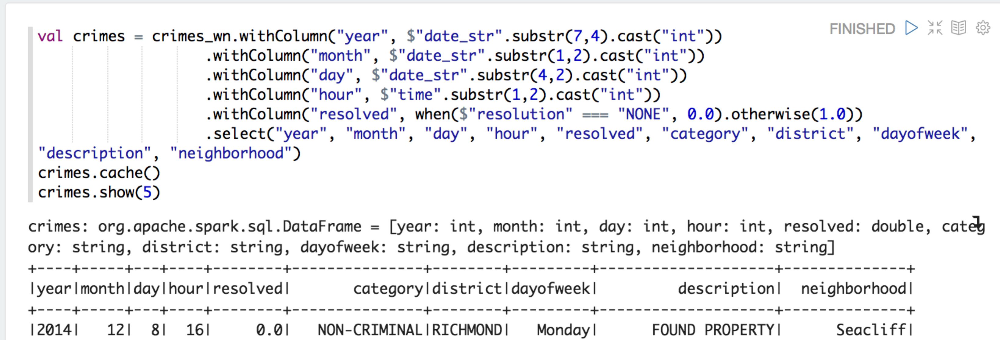 FINISHED
val crimes = crimes_wn.withColumn("year", $"date_str".substr(7,4).cast("int"))
.withColumn("month", $"date_str".substr(1,2).cast("int"))
.withColumn("day", $"date_str".substr(4,2).cast("int"))
.withColumn("hour", $"time".substr(1,2).cast("int"))
.withColumn("resolved", when($"resolution" === "NONE", 0.0).otherwise(1.0))
.select("year", "month", "day", "hour", "resolved", "category", "district", "dayofweek",
"description", "neighborhood")
crimes.cache()
crimes.show(5)
crimes: org.apache.spark.sql.DataFrame = [year: int, month: int, day: int, hour: int, resolved: double, categ
ory: string, district: string, dayofweek: string, description: string, neighborhood: string]
+----+-----+---+----+--------+---------------+--------+---------+--------------------+--------------+
|year|month|day|hour|resolved|       category|district|dayofweek|         description|  neighborhood|
+----+-----+---+----+--------+---------------+--------+---------+--------------------+--------------+
|2014|   12|  8|  16|     0.0|   NON-CRIMINAL|RICHMOND|   Monday|      FOUND PROPERTY|      Seacliff|